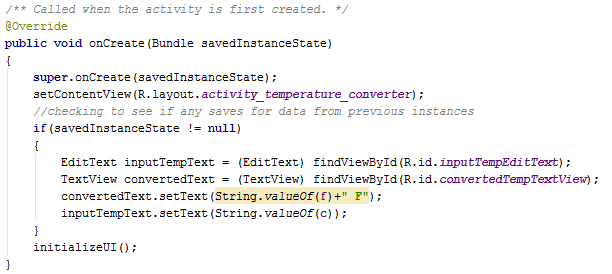 /** Called when the activity is first created. */
@Override
public void onCreate(Bundle savedInstanceState)
{
super.onCreate(savedInstanceState);
setContentView(R.layout.activity_temperature_converter);
//checking to see if any saves for data from previous instances
if(savedInstanceState != null)
{
EditText inputTempText = (EditText) findViewById(R.id.inputTempEditText);
TextView convertedText = (TextView) findViewById(R.id.convertedTempTextView);
convertedText.setText(String.valueOf(f)+" F");
inputTempText.setText(String.valueOf(c));
}
initializeUI();
}